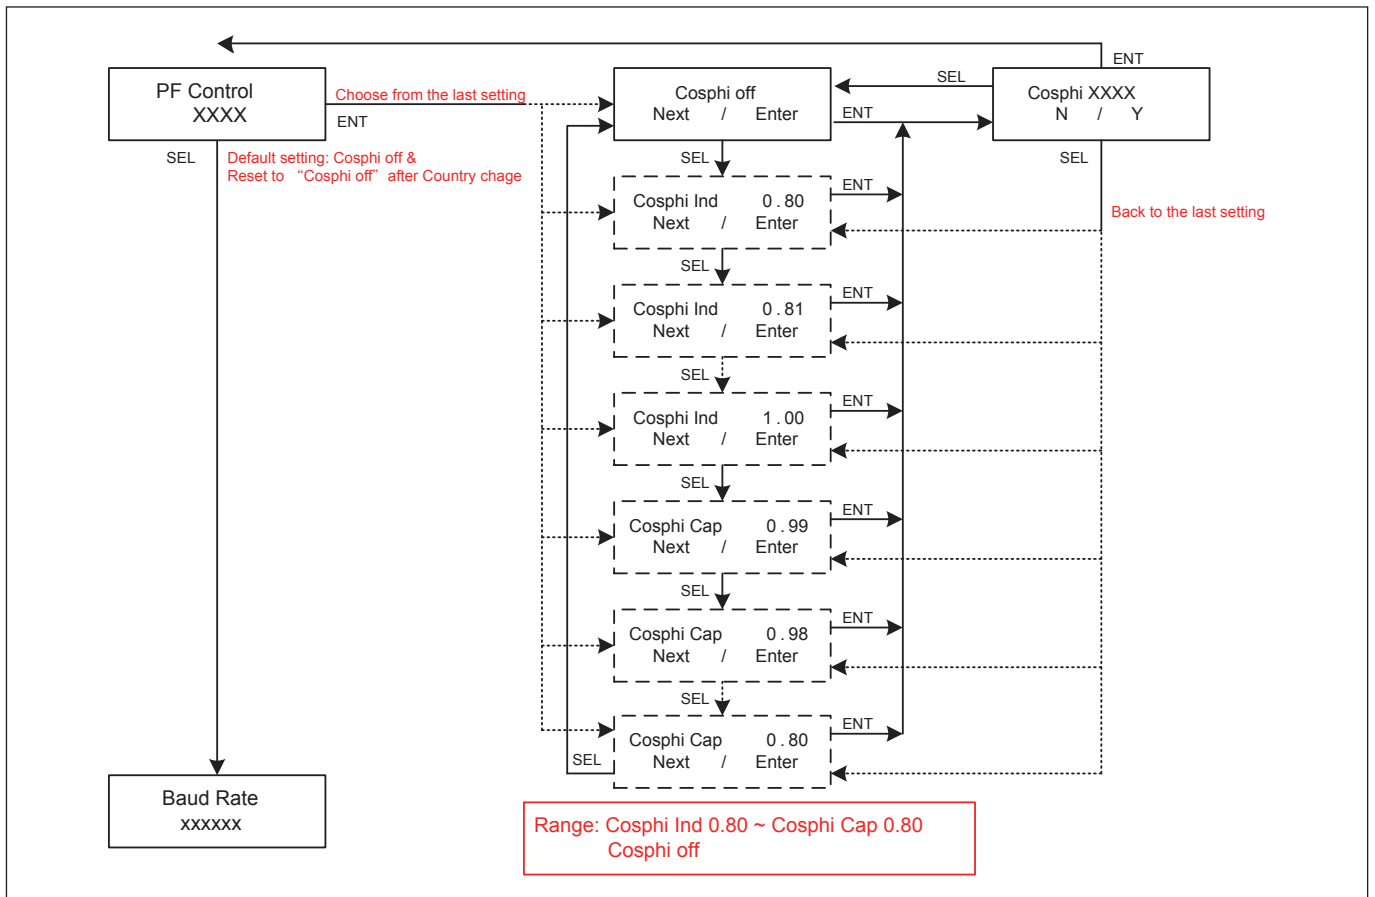 ENT
PF Control
XXXX
Choose from the last setting
ENT
SEL
Default setting: Cosphi off &
Reset to “Cosphi off” after Country chage
Cosphi off
Next / Enter
SEL
ENT
Cosphi XXXX
N / Y
SEL
Back to the last setting
SEL
Cosphi Ind 0.80
Next / Enter
ENT
SEL
Cosphi Ind 0.81
Next / Enter
ENT
SEL
Cosphi Ind 1.00
Next / Enter
ENT
SEL
Cosphi Cap 0.99
Next / Enter
ENT
SEL
Cosphi Cap 0.98
Next / Enter
ENT
SEL
Cosphi Cap 0.80
Next / Enter
ENT
SEL
Baud Rate
xxxxxx
Range: Cosphi Ind 0.80 ~ Cosphi Cap 0.80
Cosphi off